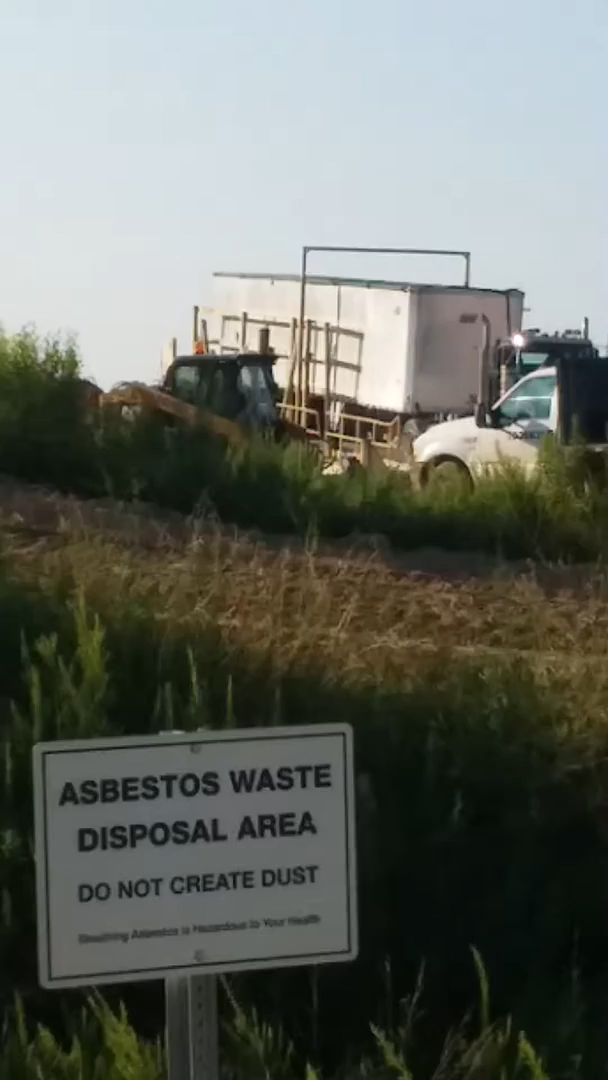 ASBESTOS WASTE
DISPOSAL AREA
DO NOT CREATE DUST
Breathing Asbestos is Hazardous to Your Health